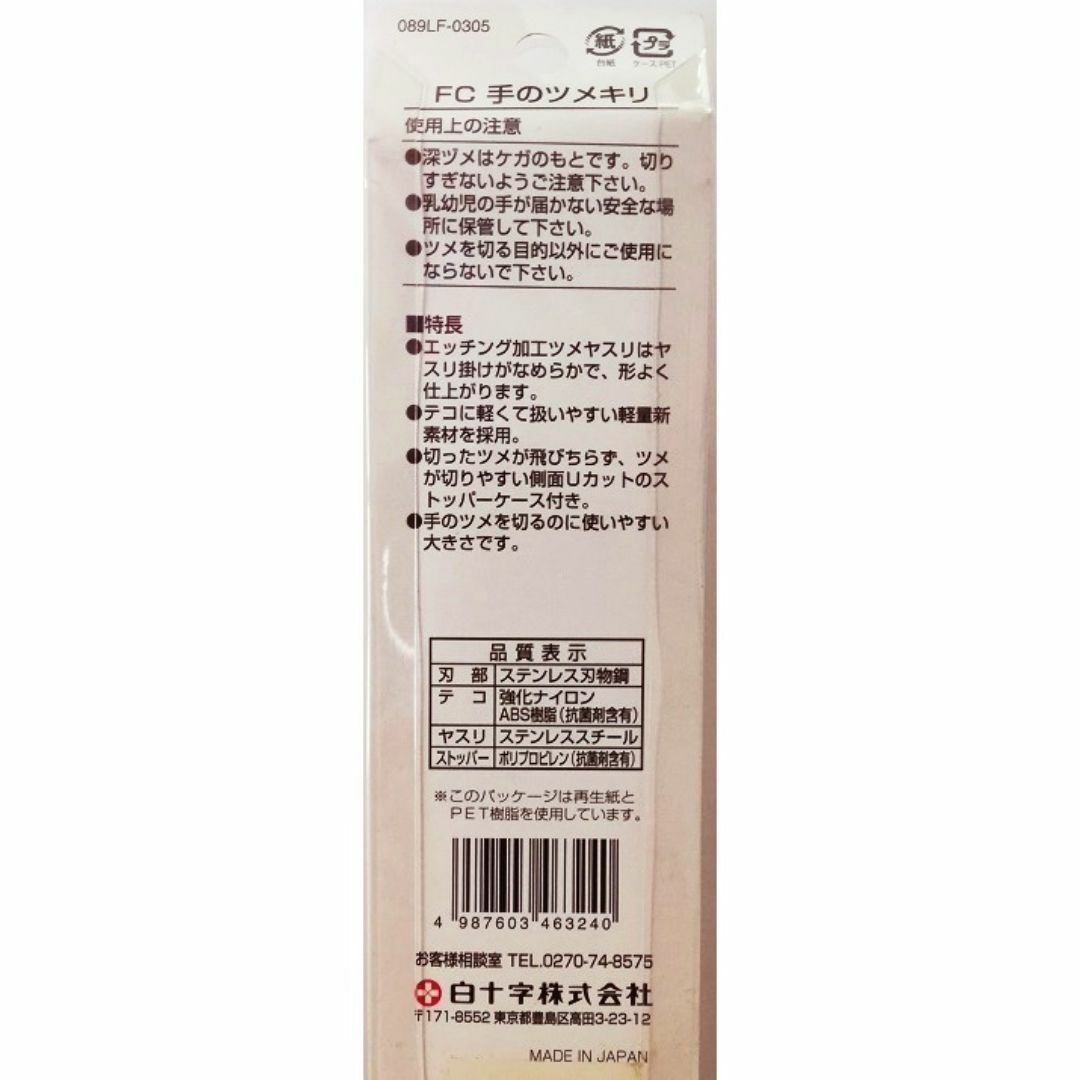 089LF-0305
紙 プラ
台紙 ケースPET
FC 手のツメキリ
使用上の注意
●深ヅメはケガのもとです。切り
すぎないようご注意下さい。
●乳幼児の手が届かない安全な場
所に保管して下さい。
●ツメを切る目的以外にご使用に
ならないで下さい。
■特長
●エッチング加工ツメヤスリはヤ
スリ掛けがなめらかで、形よく
仕上がります。
●テコに軽くて扱いやすい軽量新
素材を採用。
●切ったツメが飛びちらず、ツメ
が切りやすい側面Uカットのス
トッパーケース付き。
●手のツメを切るのに使いやすい
大きさです。
品質表示
刃部 ステンレス刃物鋼
テコ 強化ナイロン
ABS樹脂(抗菌剤含有)
ヤスリ ステンレススチール
ストッパー ポリプロピレン(抗菌剤含有)
※このパッケージは再生紙と
PET樹脂を使用しています。
4 987603 463240
お客様相談室 TEL.0270-74-8575
白十字株式会社
〒171-8552 東京都豊島区高田3-23-12
MADE IN JAPAN